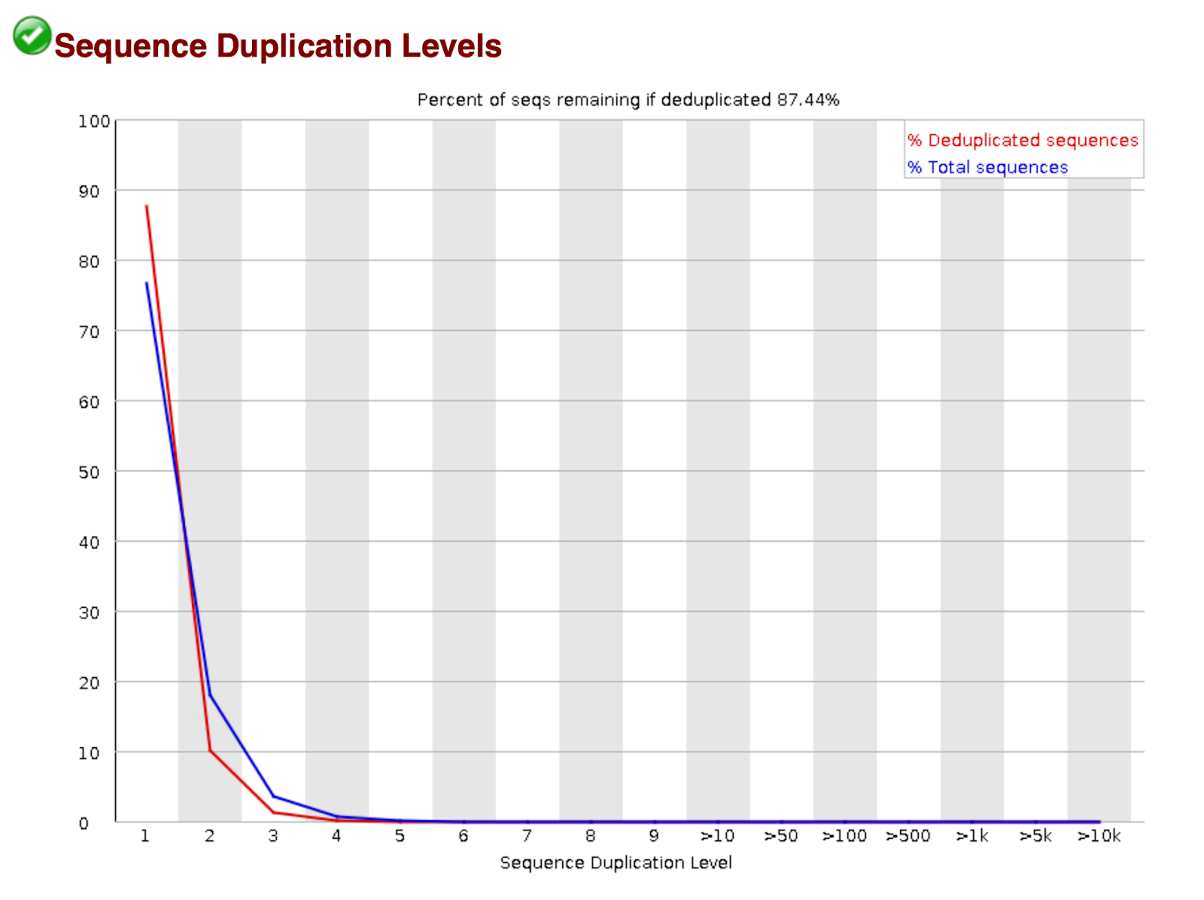 Sequence Duplication Levels
Percent of seqs remaining if deduplicated 87.44%
% Deduplicated sequences
% Total sequences
100
90
80
70
60
50
40
30
20
10
0
1 2 3 4 5 6 7 8 9 >10 >50 >100 >500 >1k >5k >10k
Sequence Duplication Level